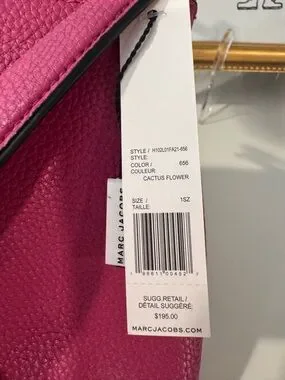 STYLE / H102L01FA21-656
STYLE:
COLOR / 656
COULEUR
CACTUS FLOWER
SIZE / 1SZ
TAILLE:
SUGG.RETAIL /
DÉTAIL SUGGÉRÉ:
$195.00
MARCJACOBS.COM
MARC JACOBS